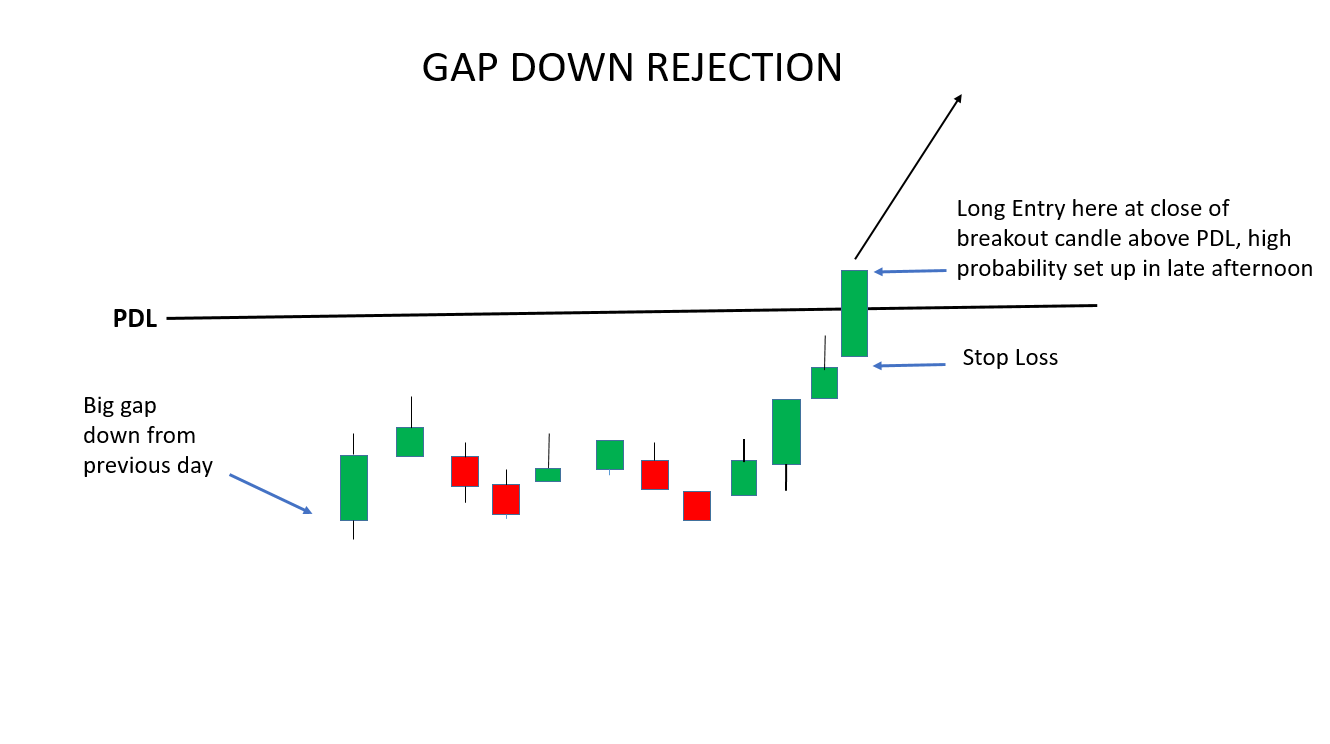 GAP DOWN REJECTION
Long Entry here at close of
breakout candle above PDL, high
probability set up in late afternoon
PDL
Stop Loss
Big gap
down from
previous day